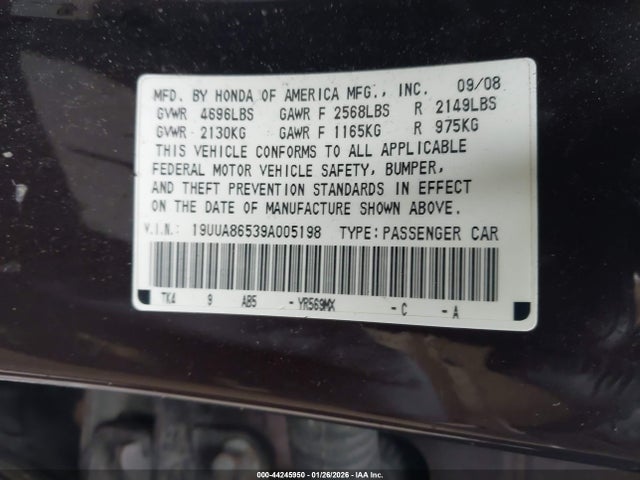 MFD. BY HONDA OF AMERICA MFG., INC. 09/08
GVWR 4696LBS GAWR F 2568LBS R 2149LBS
GVWR 2130KG GAWR F 1165KG R 975KG
THIS VEHICLE CONFORMS TO ALL APPLICABLE
FEDERAL MOTOR VEHICLE SAFETY, BUMPER,
AND THEFT PREVENTION STANDARDS IN EFFECT
ON THE DATE OF MANUFACTURE SHOWN ABOVE.
V.I.N.: 19UUA86539A005198 TYPE: PASSENGER CAR
TK4 9 AB5 -YR569MX -C -A
000-44245950 | 01/26/2026 | IAA Inc.